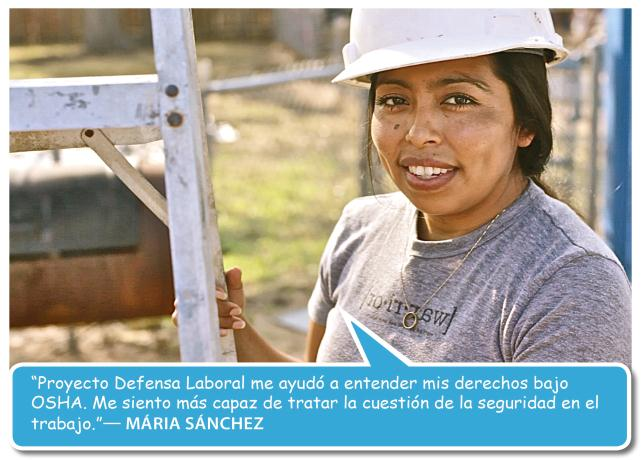 “Proyecto Defensa Laboral me ayudó a entender mis derechos bajo
OSHA. Me siento más capaz de tratar la cuestión de la seguridad en el
trabajo.”— MÁRIA SÁNCHEZ